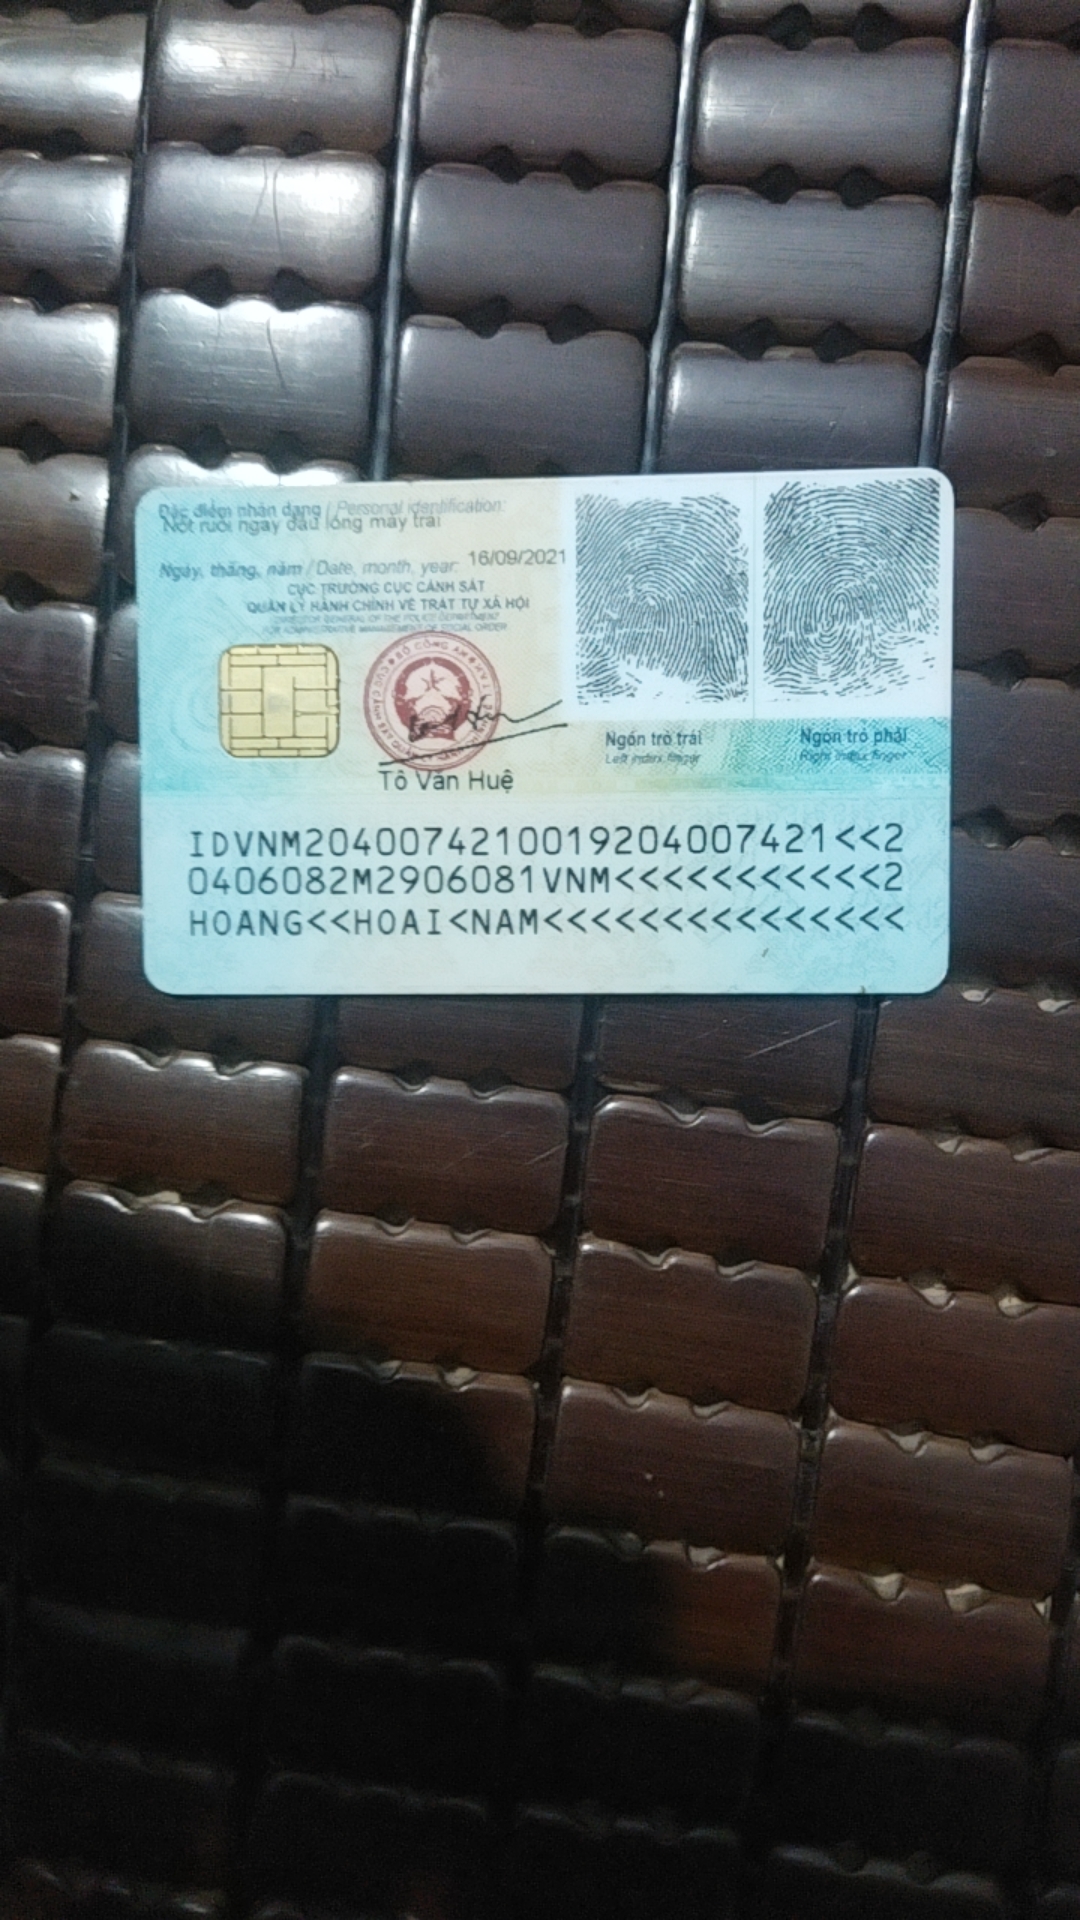 Đặc điểm nhân dạng / Personal identification:
Nốt ruồi ngay đầu lông mày trái
Ngày, tháng, năm / Date, month, year: 16/09/2021
CỤC TRƯỞNG CỤC CẢNH SÁT
QUẢN LÝ HÀNH CHÍNH VỀ TRẬT TỰ XÃ HỘI
DIRECTOR GENERAL OF THE POLICE DEPARTMENT
FOR ADMINISTRATIVE MANAGEMENT OF SOCIAL ORDER
BỘ CÔNG AN
Tô Văn Huệ
Ngón trỏ trái
Left index finger
Ngón trỏ phải
Right index finger
IDVNM2040074210019204007421<<2
0406082M2906081VNM<<<<<<<<<<<2
HOANG<<HOAI<NAM<<<<<<<<<<<<<<<